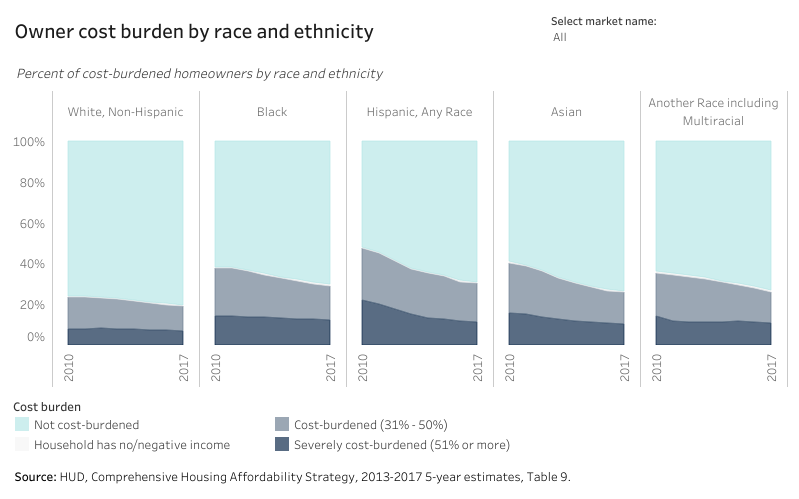 Owner cost burden by race and ethnicity
Select market name:
All
Percent of cost-burdened homeowners by race and ethnicity
White, Non-Hispanic
Black
Hispanic, Any Race
Asian
Another Race including
Multiracial
100%
80%
60%
40%
20%
0%
2010
2017
2010
2017
2010
2017
2010
2017
2010
2017
Cost burden
Not cost-burdened
Cost-burdened (31% - 50%)
Household has no/negative income
Severely cost-burdened (51% or more)
Source: HUD, Comprehensive Housing Affordability Strategy, 2013-2017 5-year estimates, Table 9.